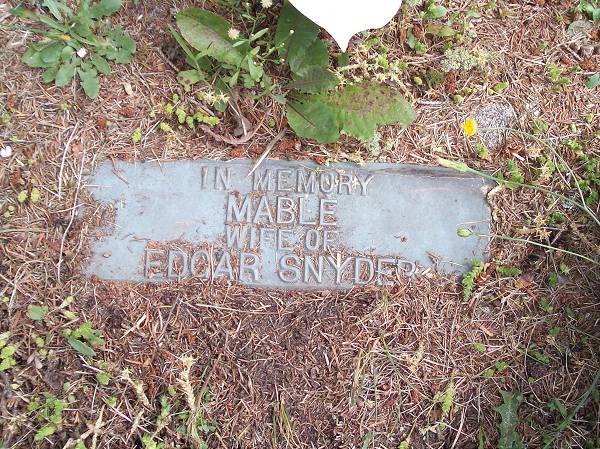 IN MEMORY
MABLE
WIFE OF
EDGAR SNYDER